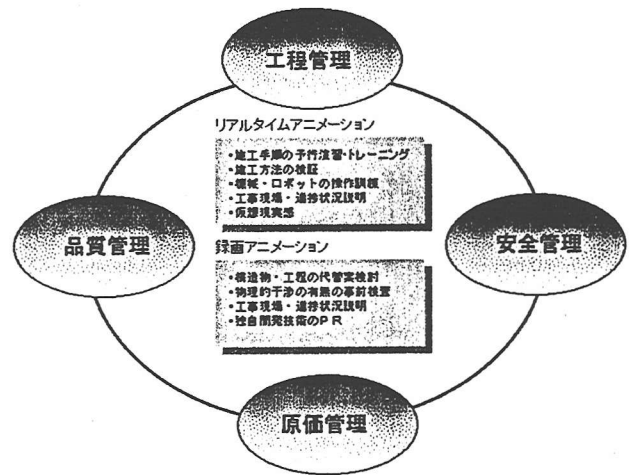 工程管理
リアルタイムアニメーション
・施工手順の予行演習・トレーニング
・施工方法の検証
・機械・ロボットの操作訓練
・工事現場・進捗状況説明
・仮想現実感
品質管理
安全管理
録画アニメーション
・構造物・工程の代替案検討
・物理的干渉の有無の事前検査
・工事現場・進捗状況説明
・独自開発技術のPR
原価管理